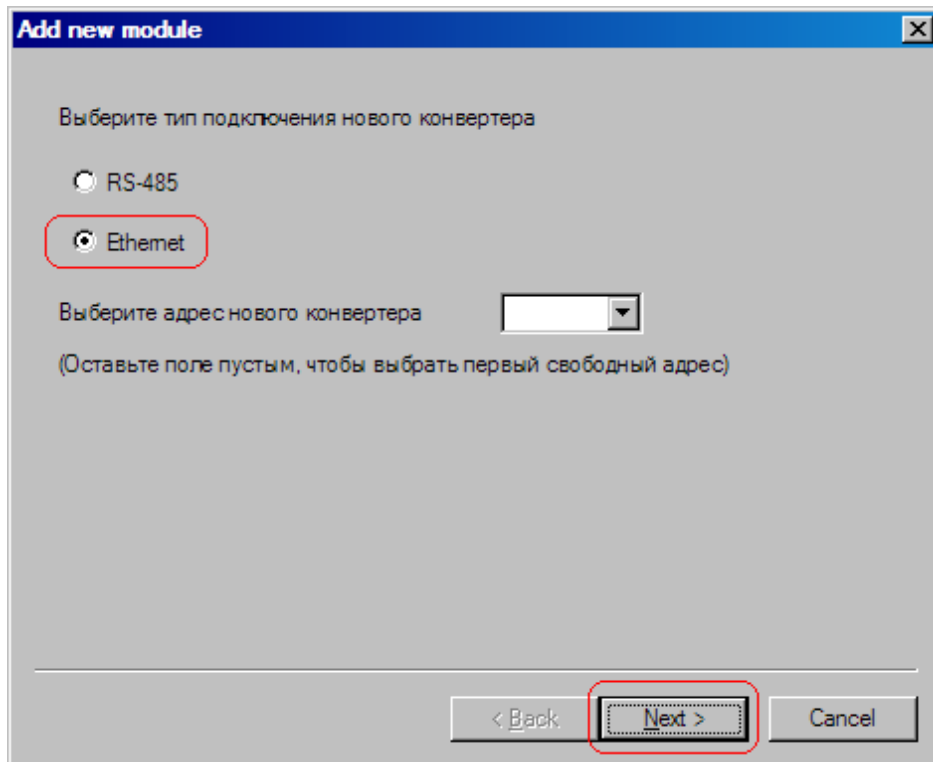 Add new module
Выберите тип подключения нового конвертера
RS-485
Ethernet
Выберите адрес нового конвертера
(Оставьте поле пустым, чтобы выбрать первый свободный адрес)
< Back
Next >
Cancel